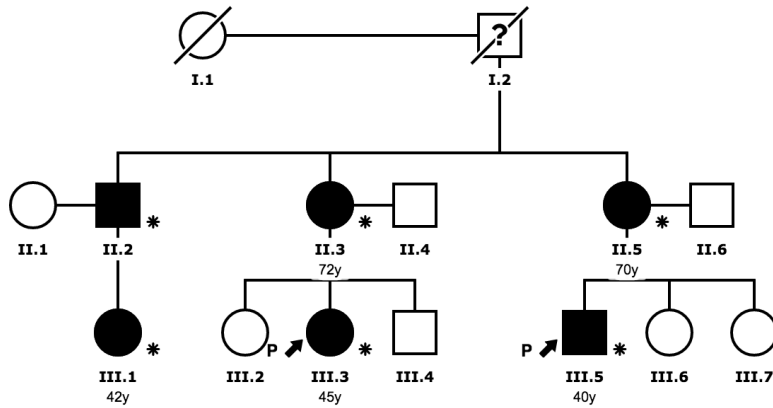 ?
I.1 I.2
* * *
II.1 II.2 II.3 II.4 II.5 II.6
72y 70y
P * * P *
III.1 III.2 III.3 III.4 III.5 III.6 III.7
42y 45y 40y